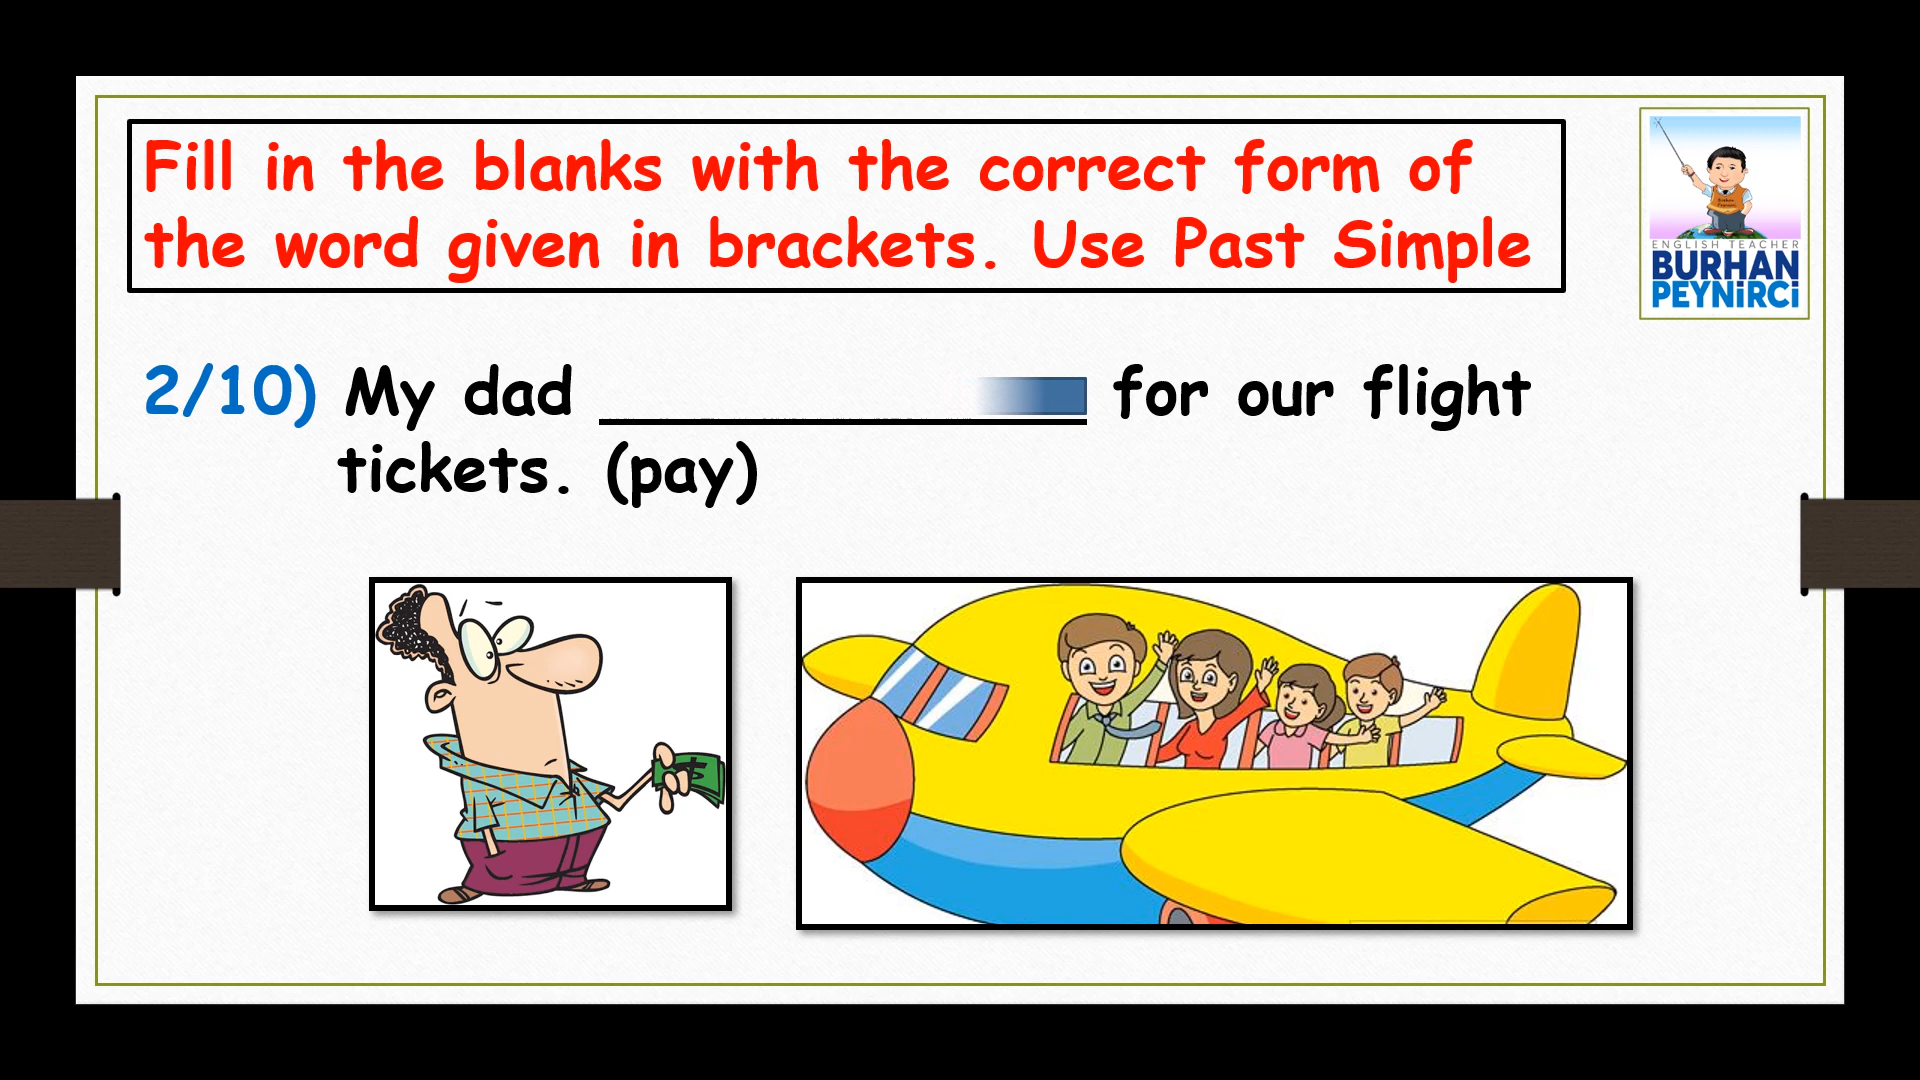 Fill in the blanks with the correct form of
the word given in brackets. Use Past Simple
ENGLISH TEACHER
BURHAN
PEYNiRCi
2/10) My dad ____________ for our flight
tickets. (pay)